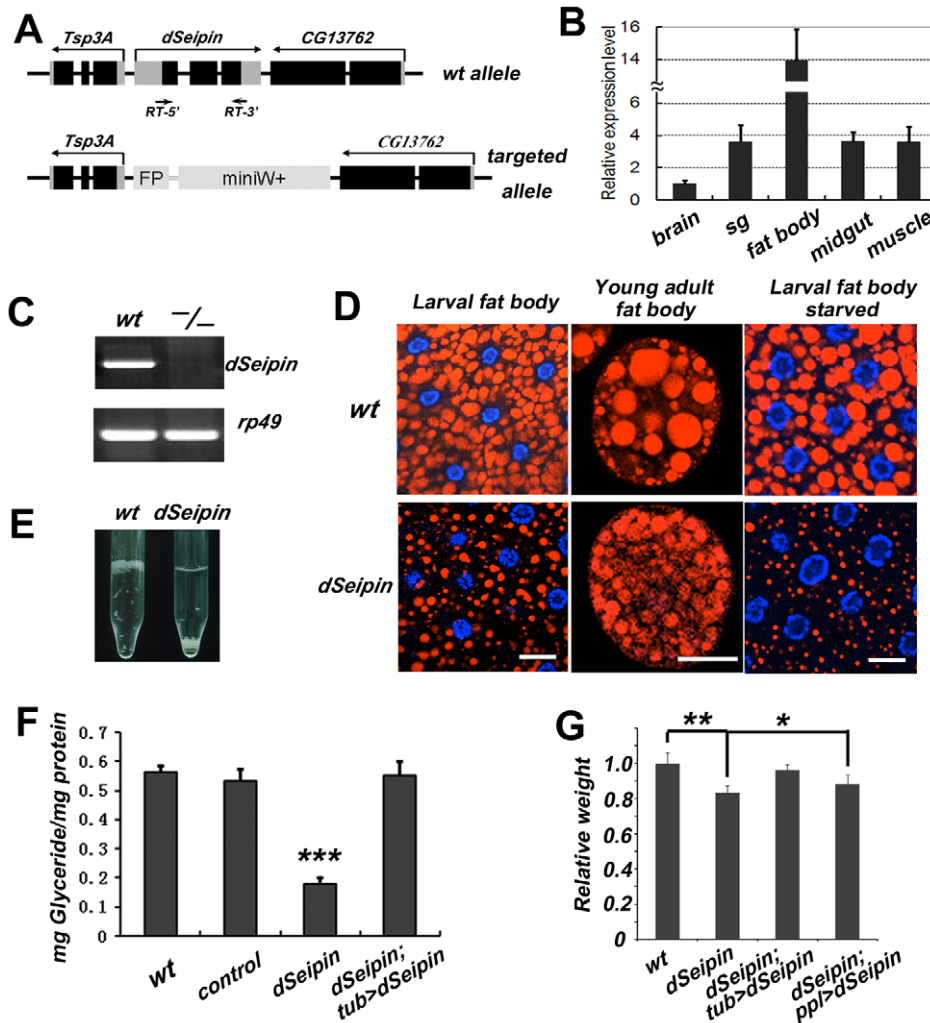 A
Tsp3A
dSeipin
CG13762
wt allele
RT-5'
RT-3'
Tsp3A
CG13762
targeted
allele
FP
miniW+
B
Relative expression level
16
14
≈
6
4
2
0
brain
sg
fat body
midgut
muscle
C
wt
−/−
dSeipin
rp49
D
Larval fat body
Young adult
fat body
Larval fat body
starved
wt
dSeipin
E
wt dSeipin
F
mg Glyceride/mg protein
0.7
0.6
0.5
0.4
0.3
0.2
0.1
0
***
wt
control
dSeipin
dSeipin;
tub>dSeipin
G
Relative weight
1.0
0.8
0.6
0.4
0.2
0
**
*
wt
dSeipin
dSeipin;
tub>dSeipin
dSeipin;
ppl>dSeipin